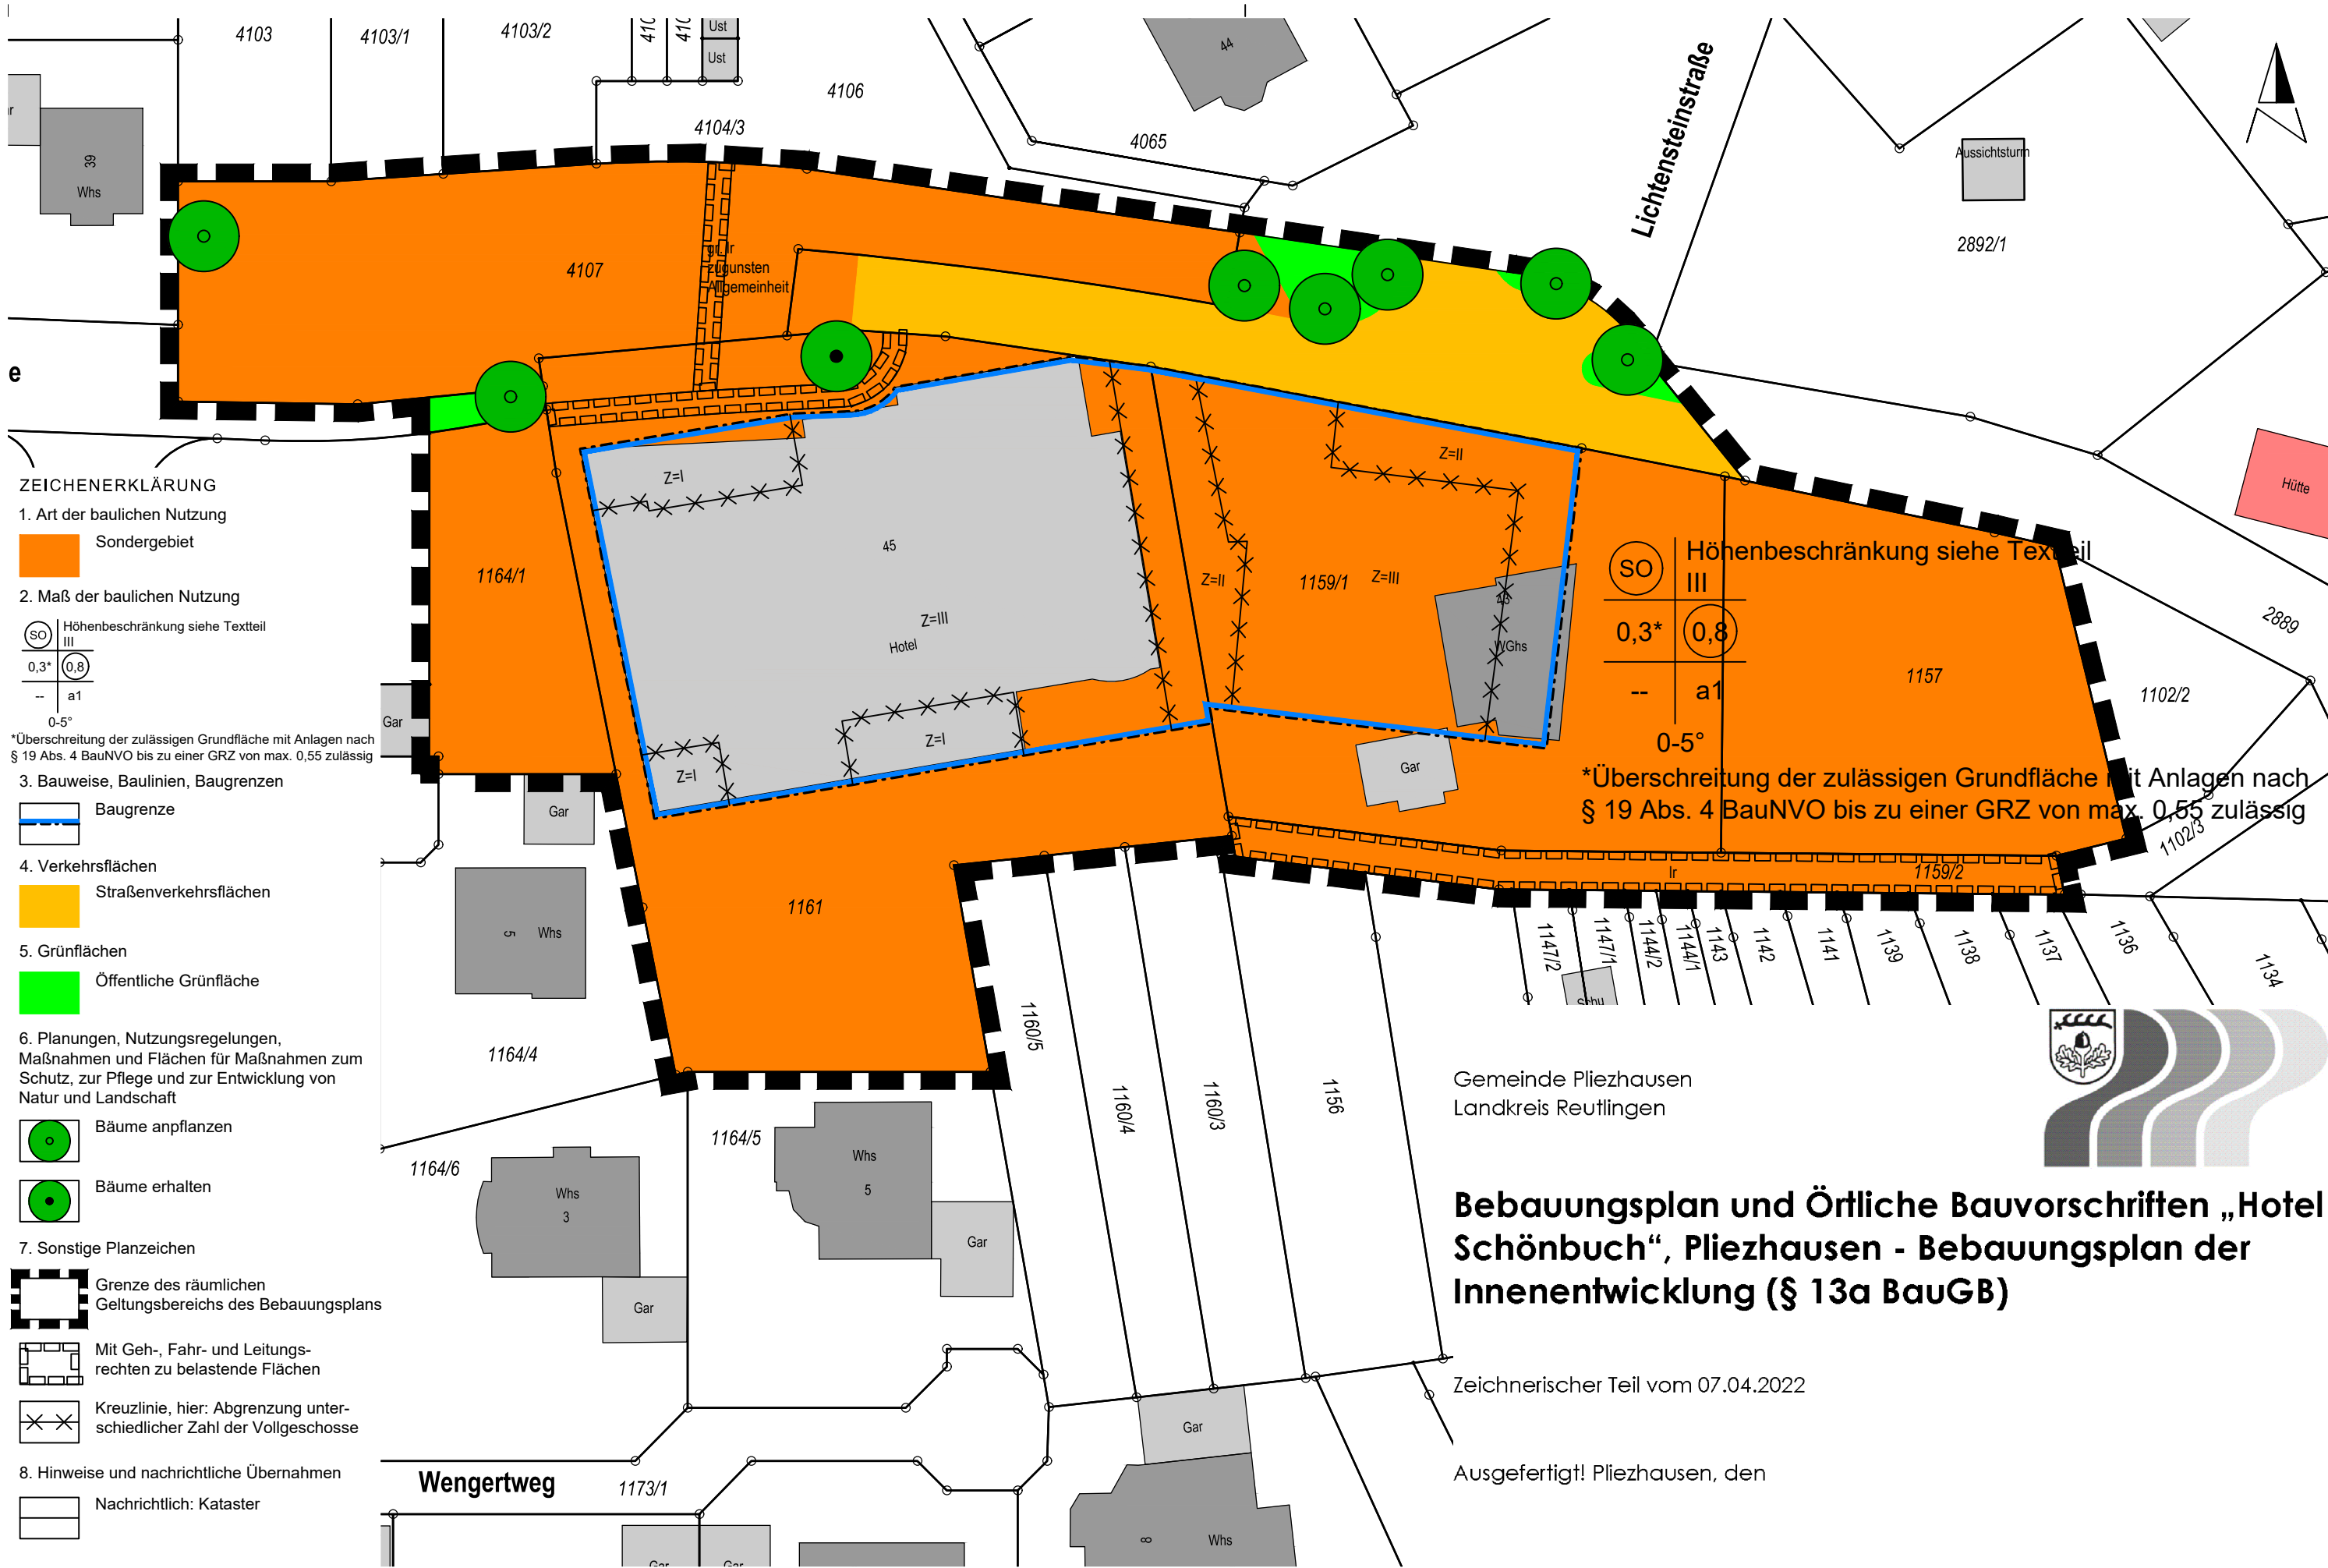 4103
4103/1
4103/2
Ust
Ust
4106
4104/3
4065
44
Lichtensteinstraße
Aussichtsturm
2892/1
39
Whs
4107
gr, lr
zugunsten
Allgemeinheit
e
Hütte
2889
ZEICHENERKLÄRUNG
1. Art der baulichen Nutzung
Sondergebiet
2. Maß der baulichen Nutzung
SO
Höhenbeschränkung siehe Textteil
III
0,3*
0,8
--
a1
0-5°
*Überschreitung der zulässigen Grundfläche mit Anlagen nach
§ 19 Abs. 4 BauNVO bis zu einer GRZ von max. 0,55 zulässig
3. Bauweise, Baulinien, Baugrenzen
Baugrenze
4. Verkehrsflächen
Straßenverkehrsflächen
5. Grünflächen
Öffentliche Grünfläche
6. Planungen, Nutzungsregelungen,
Maßnahmen und Flächen für Maßnahmen zum
Schutz, zur Pflege und zur Entwicklung von
Natur und Landschaft
Bäume anpflanzen
Bäume erhalten
7. Sonstige Planzeichen
Grenze des räumlichen
Geltungsbereichs des Bebauungsplans
Mit Geh-, Fahr- und Leitungs-
rechten zu belastende Flächen
Kreuzlinie, hier: Abgrenzung unter-
schiedlicher Zahl der Vollgeschosse
8. Hinweise und nachrichtliche Übernahmen
Nachrichtlich: Kataster
1164/1
Z=I
45
Z=III
Hotel
Z=I
Z=I
Z=II
1159/1
Z=III
Z=II
43
WGhs
Gar
SO
Höhenbeschränkung siehe Textteil
III
0,3*
0,8
--
a1
0-5°
*Überschreitung der zulässigen Grundfläche mit Anlagen nach
§ 19 Abs. 4 BauNVO bis zu einer GRZ von max. 0,55 zulässig
1157
1102/2
1102/3
lr
1159/2
Gar
Gar
5
Whs
1161
1164/4
1164/5
1164/6
Whs
3
Whs
5
Gar
Gar
1160/5
1160/4
1160/3
1156
1147/2
1147/1
1144/2
1144/1
1143
1142
1141
1139
1138
1137
1136
1134
Schu
Gemeinde Pliezhausen
Landkreis Reutlingen
Bebauungsplan und Örtliche Bauvorschriften „Hotel
Schönbuch“, Pliezhausen - Bebauungsplan der
Innenentwicklung (§ 13a BauGB)
Zeichnerischer Teil vom 07.04.2022
Ausgefertigt! Pliezhausen, den
Wengertweg
1173/1
Gar
8
Whs
Gar
Gar